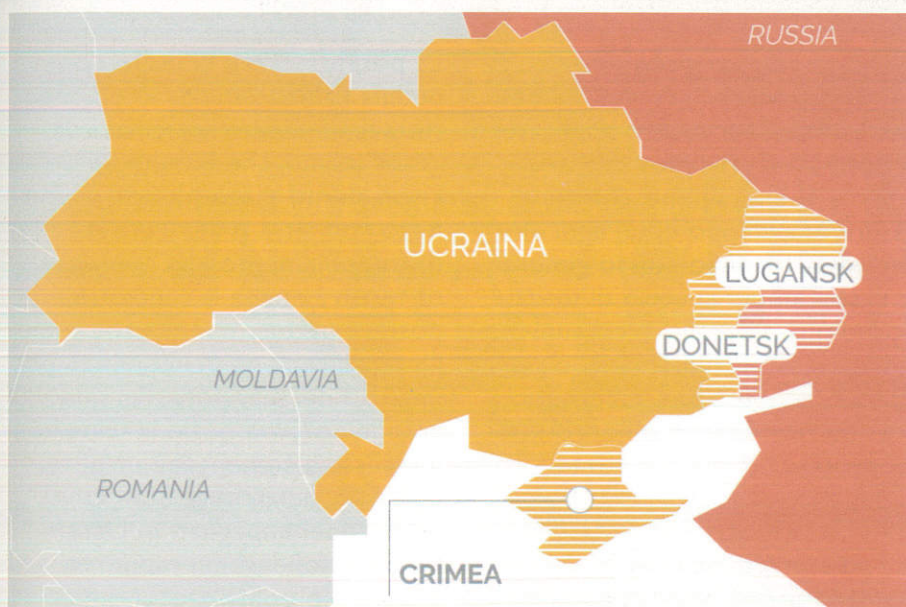 RUSSIA
UCRAINA
LUGANSK
DONETSK
MOLDAVIA
ROMANIA
CRIMEA